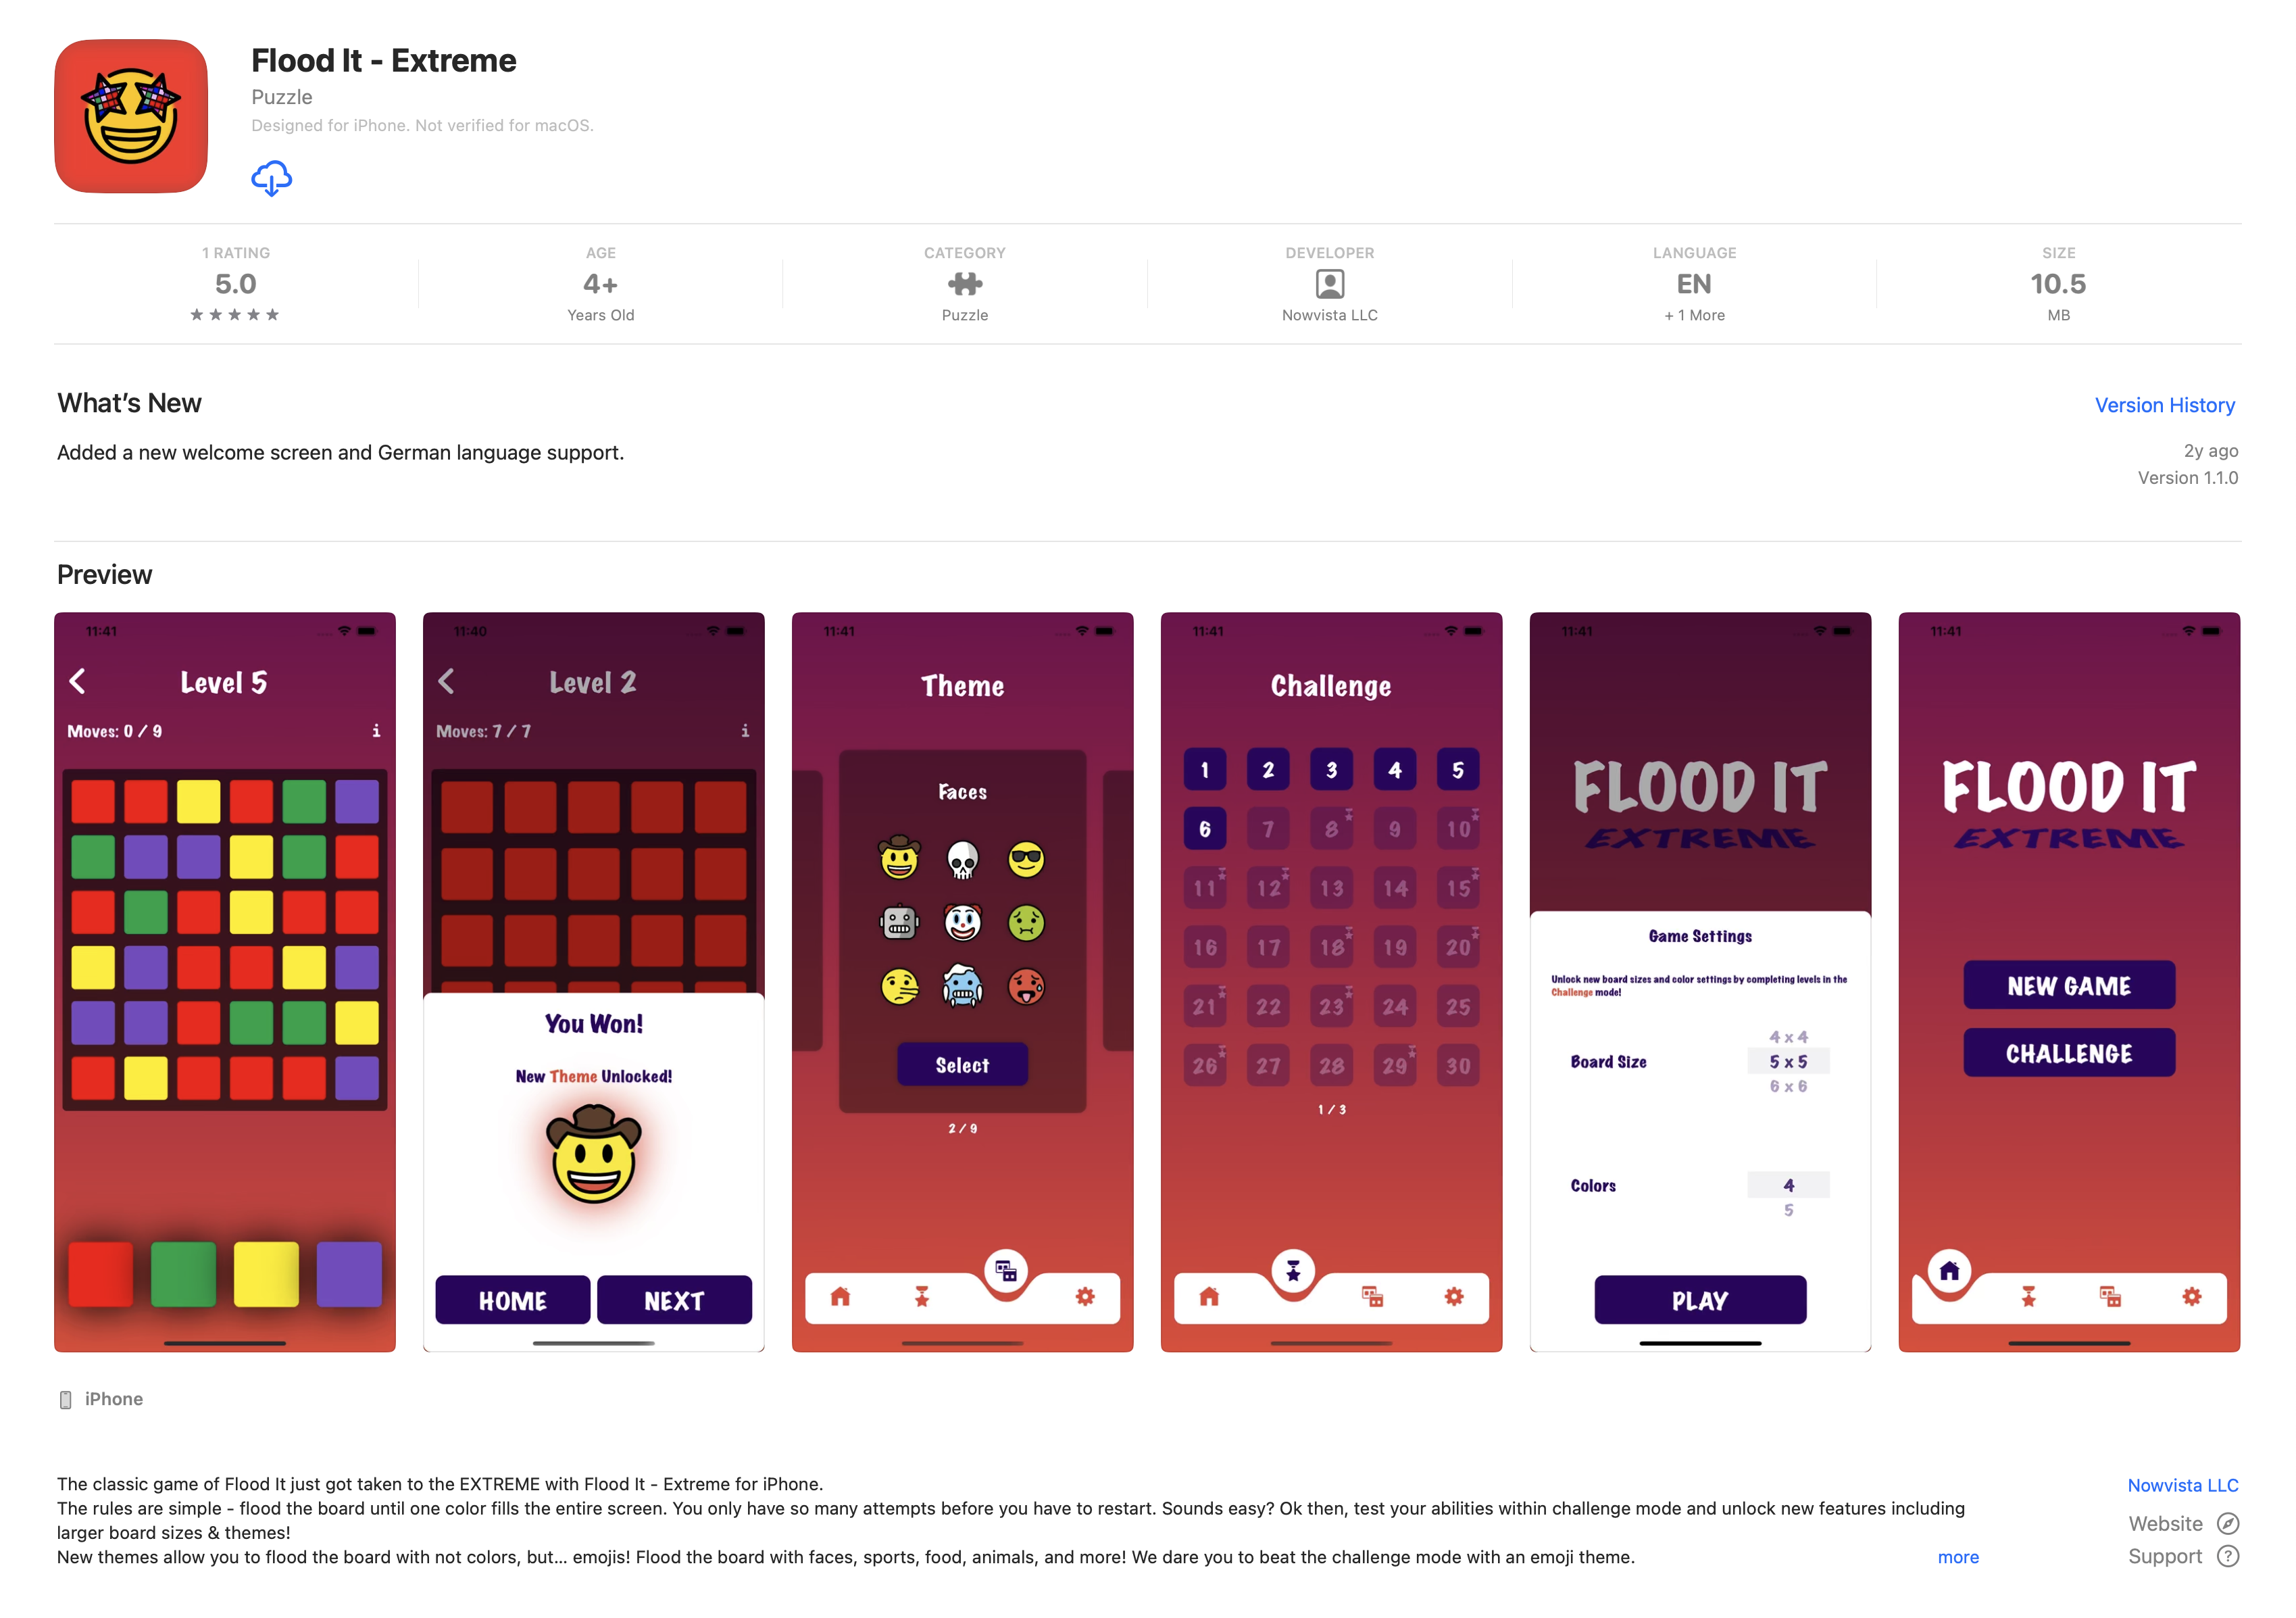 Flood It - Extreme
Puzzle
Designed for iPhone. Not verified for macOS.
1 RATING
5.0
AGE
4+
Years Old
CATEGORY
Puzzle
DEVELOPER
Nowvista LLC
LANGUAGE
EN
+ 1 More
SIZE
10.5
MB
What's New
Version History
Added a new welcome screen and German language support.
2y ago
Version 1.1.0
Preview
11:41
Level 5
Moves: 0 / 9
i
11:40
Level 2
Moves: 7 / 7
i
You Won!
New Theme Unlocked!
HOME
NEXT
11:41
Theme
Faces
Select
2 / 9
11:41
Challenge
1 2 3 4 5
6 7 8 9 10
11 12 13 14 15
16 17 18 19 20
21 22 23 24 25
26 27 28 29 30
1 / 3
11:41
FLOOD IT
EXTREME
Game Settings
Unlock new board sizes and color settings by completing levels in the
Challenge mode!
4 x 4
Board Size
5 x 5
6 x 6
Colors
4
5
PLAY
11:41
FLOOD IT
EXTREME
NEW GAME
CHALLENGE
iPhone
The classic game of Flood It just got taken to the EXTREME with Flood It - Extreme for iPhone.
The rules are simple - flood the board until one color fills the entire screen. You only have so many attempts before you have to restart. Sounds easy? Ok then, test your abilities within challenge mode and unlock new features including
larger board sizes & themes!
New themes allow you to flood the board with not colors, but... emojis! Flood the board with faces, sports, food, animals, and more! We dare you to beat the challenge mode with an emoji theme.
more
Nowvista LLC
Website
Support